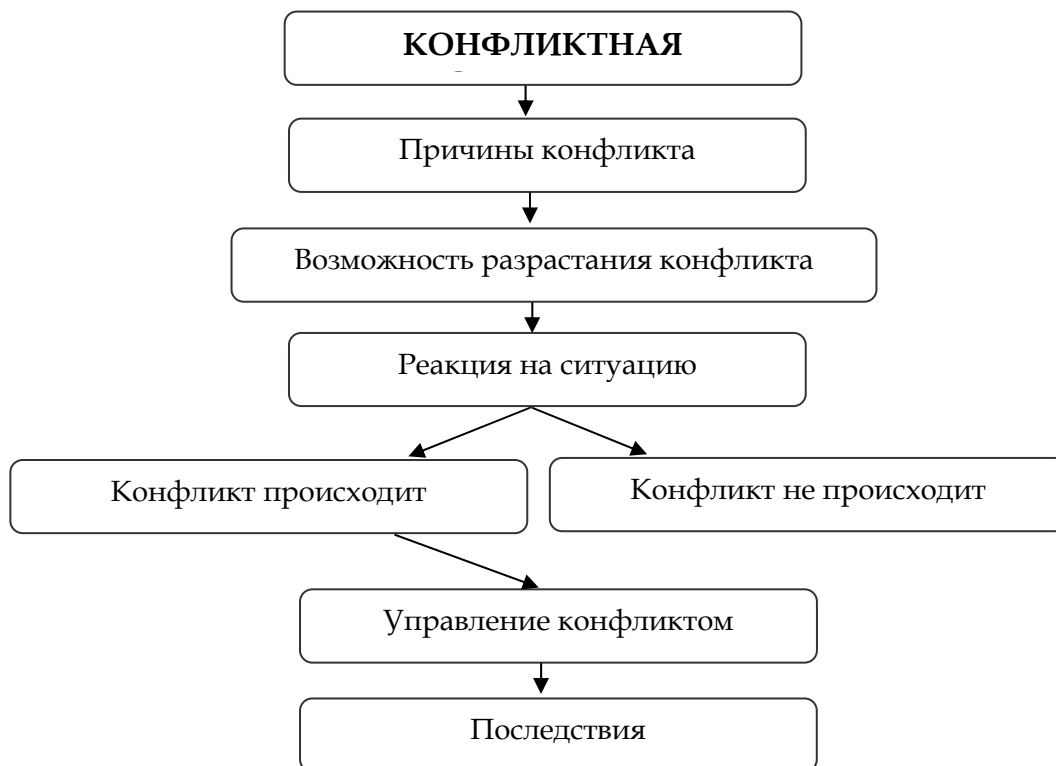 КОНФЛИКТНАЯ
Причины конфликта
Возможность разрастания конфликта
Реакция на ситуацию
Конфликт происходит
Конфликт не происходит
Управление конфликтом
Последствия